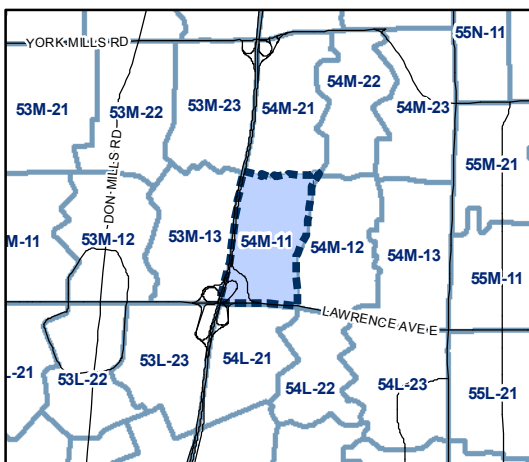 55N-11
YORK MILLS RD
54M-22
53M-21
53M-22
53M-23
54M-21
54M-23
55M-21
DON MILLS RD
M-11
53M-12
53M-13
54M-11
54M-12
54M-13
55M-11
LAWRENCE AVE E
L-21
53L-22
53L-23
54L-21
54L-22
54L-23
55L-21